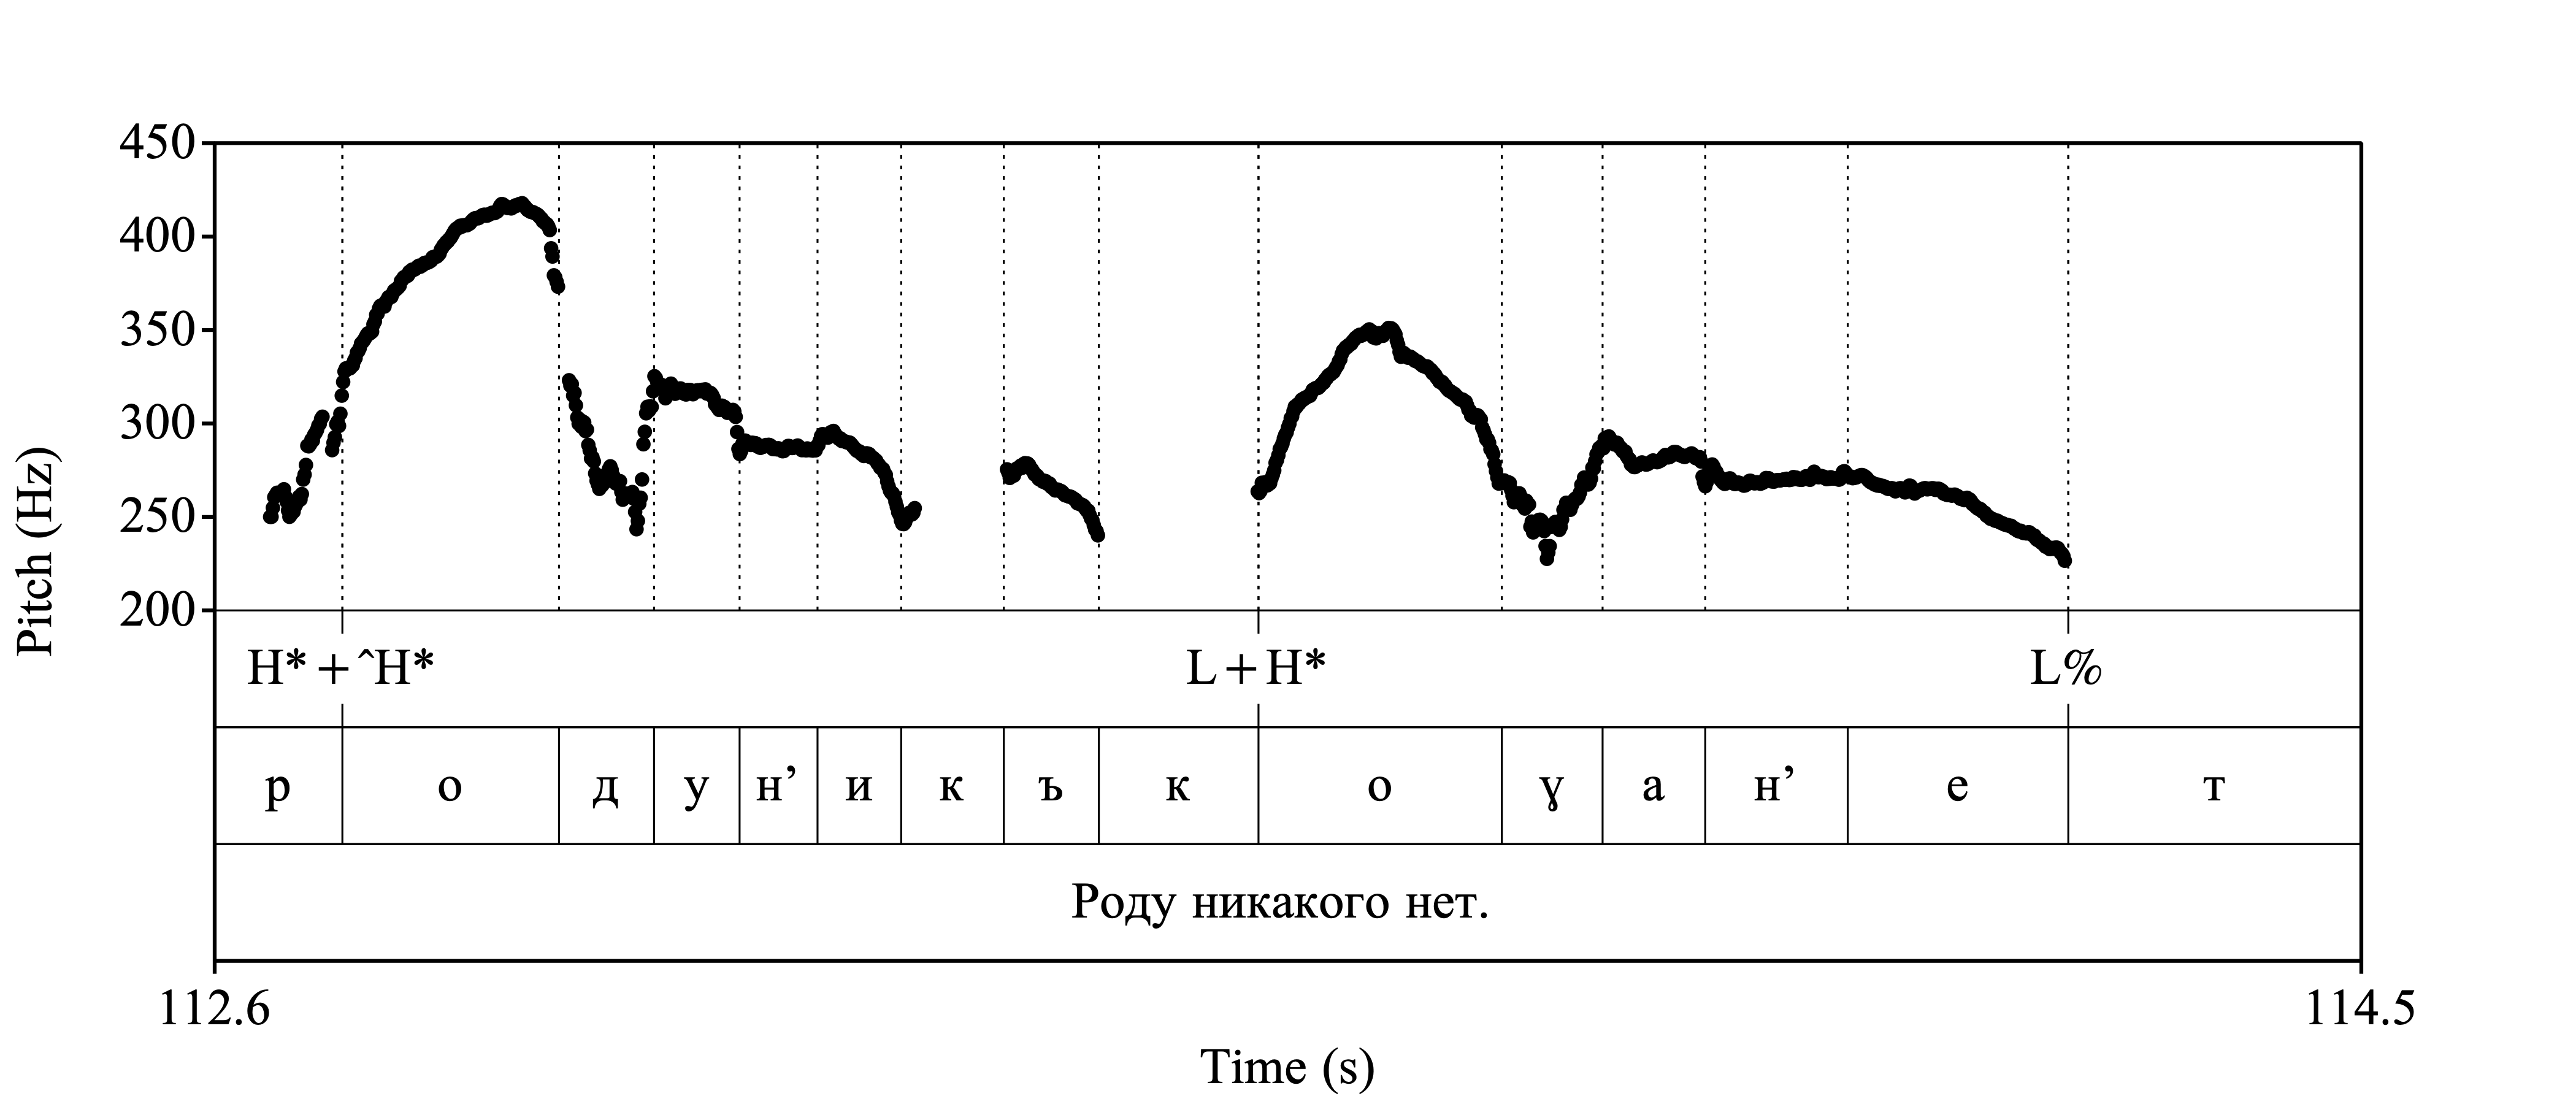 450
400
350
300
250
200
Pitch (Hz)
H*+ˆH* L+H* L%
р о д у н’ и к ъ к о ɣ а н’ е т
Роду никакого нет.
112.6 114.5
Time (s)